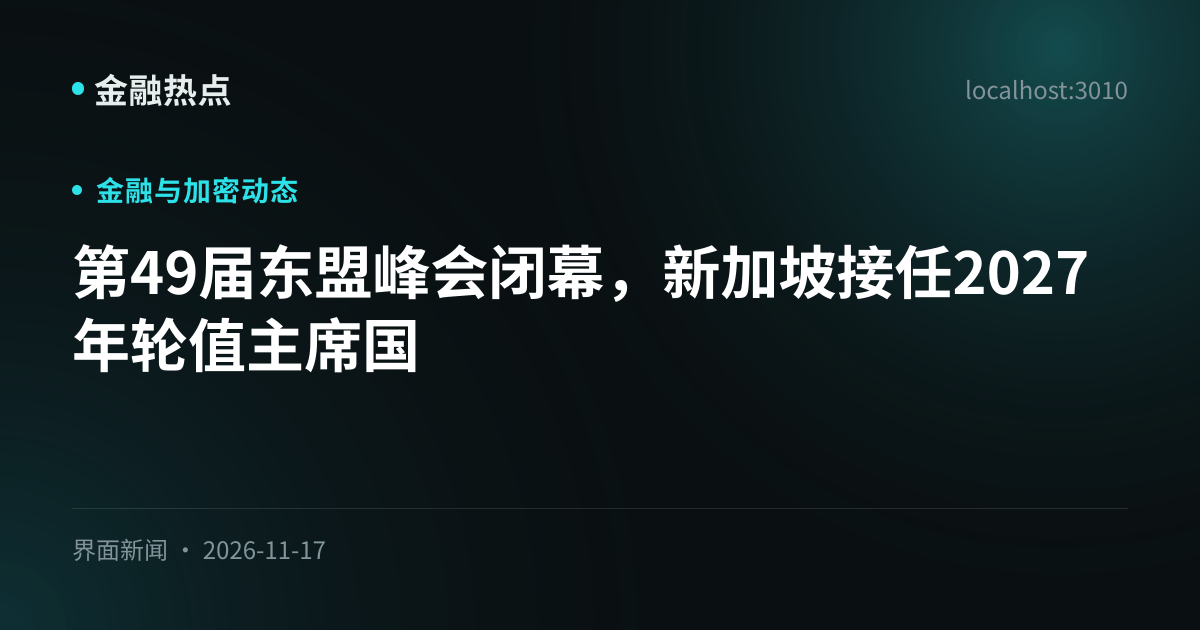 金融热点
localhost:3010
金融与加密动态
第49届东盟峰会闭幕，新加坡接任2027
年轮值主席国
界面新闻 • 2026-11-17